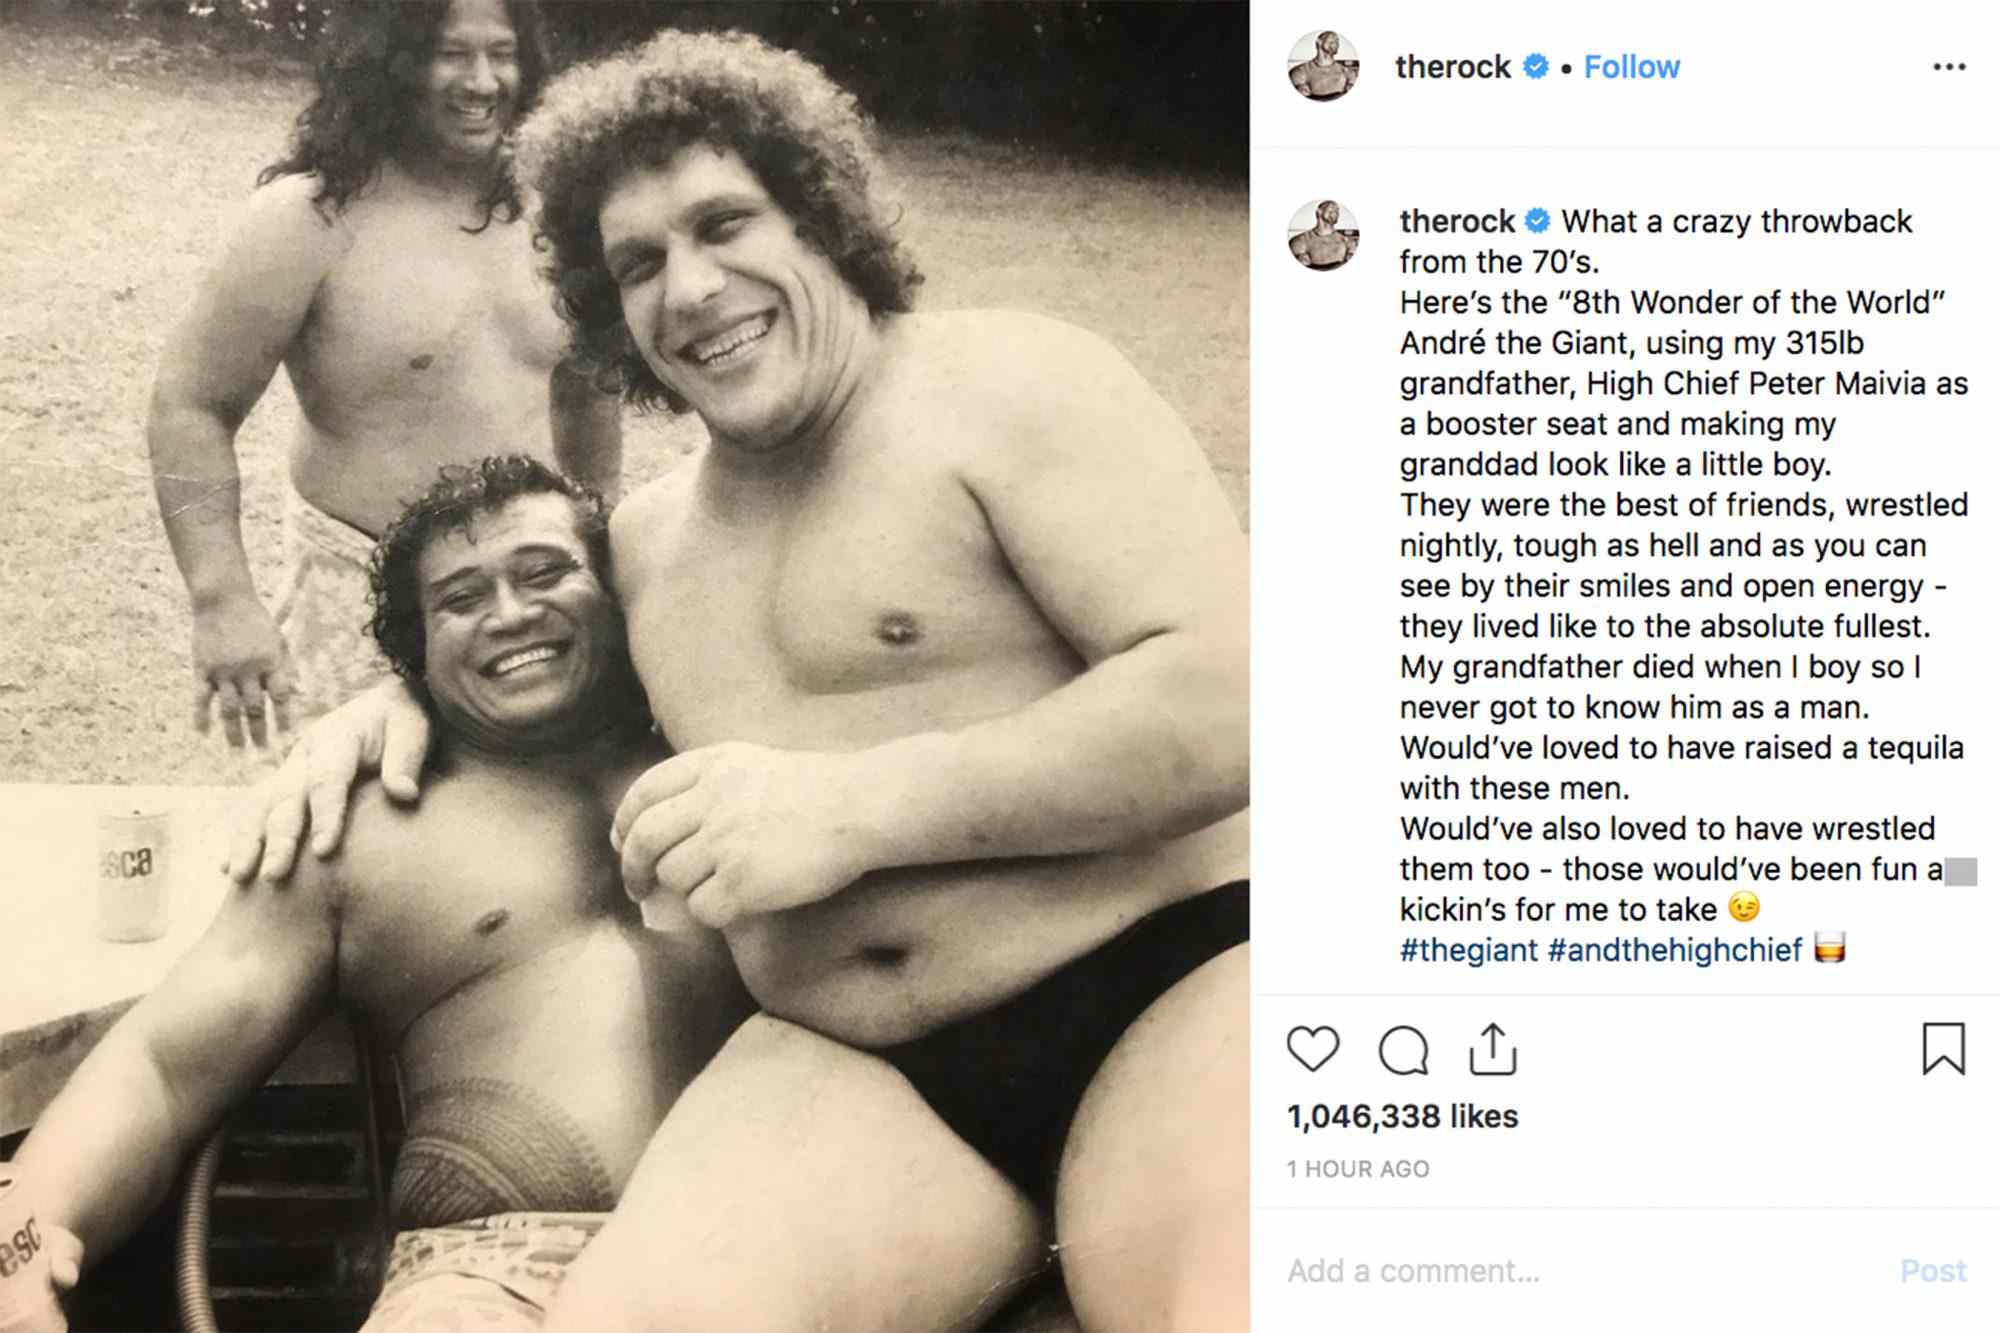 therock • Follow
therock What a crazy throwback
from the 70's.
Here's the "8th Wonder of the World"
André the Giant, using my 315lb
grandfather, High Chief Peter Maivia as
a booster seat and making my
granddad look like a little boy.
They were the best of friends, wrestled
nightly, tough as hell and as you can
see by their smiles and open energy -
they lived like to the absolute fullest.
My grandfather died when I boy so I
never got to know him as a man.
Would've loved to have raised a tequila
with these men.
Would've also loved to have wrestled
them too - those would've been fun a
kickin's for me to take 😉
#thegiant #andthehighchief 🥃
1,046,338 likes
1 HOUR AGO
Add a comment... Post
sca
esc